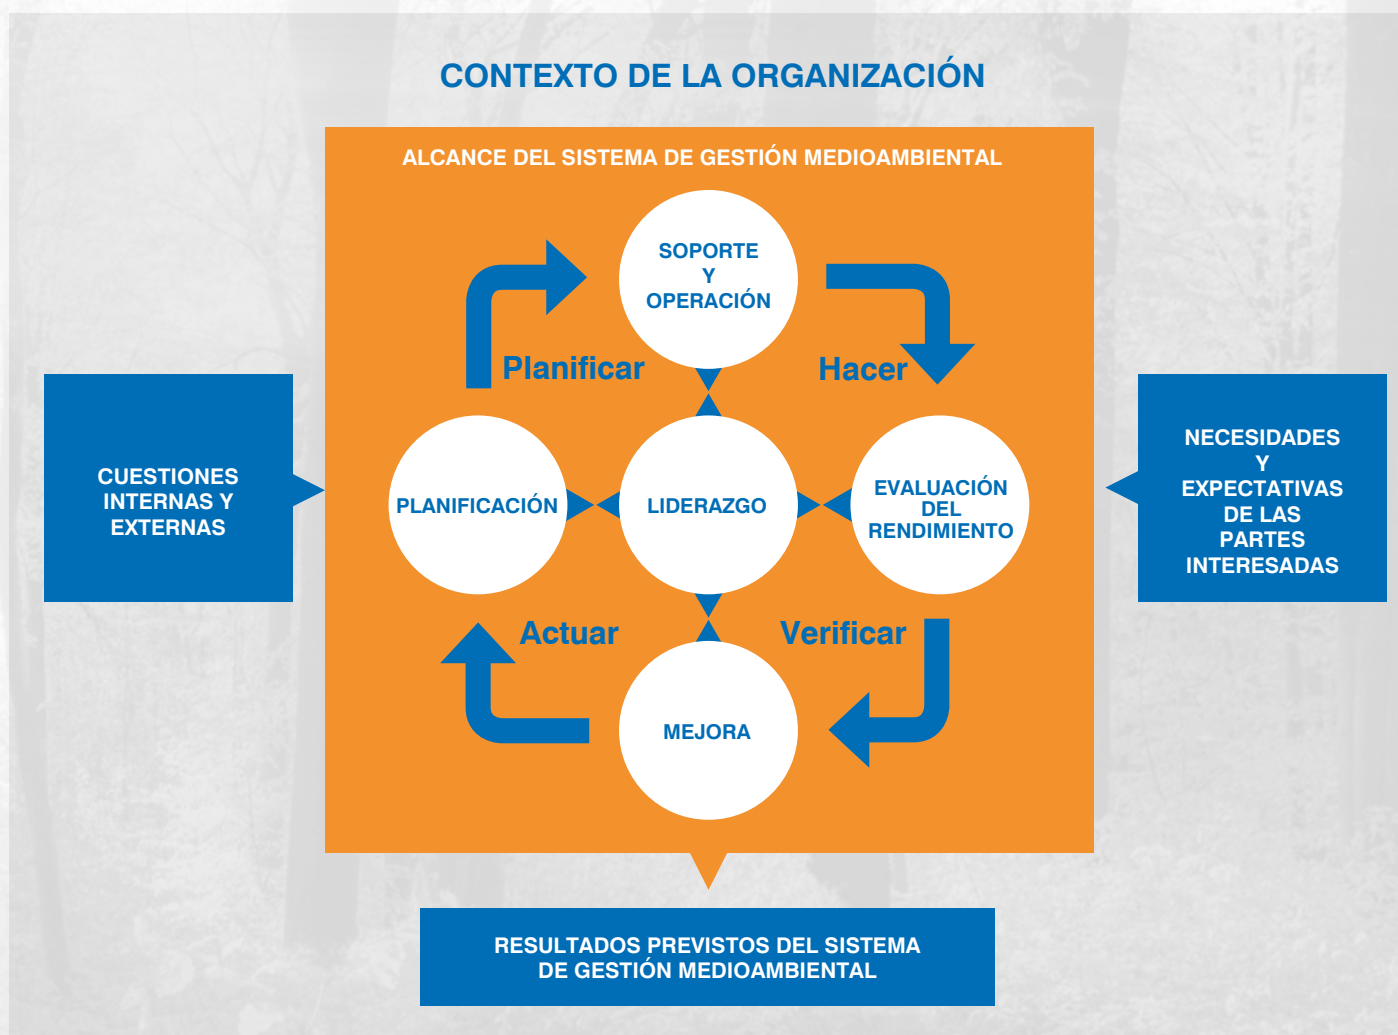 CONTEXTO DE LA ORGANIZACIÓN
ALCANCE DEL SISTEMA DE GESTIÓN MEDIOAMBIENTAL
SOPORTE
Y
OPERACIÓN
Planificar
Hacer
CUESTIONES
INTERNAS Y
EXTERNAS
PLANIFICACIÓN
LIDERAZGO
EVALUACIÓN
DEL
RENDIMIENTO
NECESIDADES
Y
EXPECTATIVAS
DE LAS
PARTES
INTERESADAS
Actuar
Verificar
MEJORA
RESULTADOS PREVISTOS DEL SISTEMA
DE GESTIÓN MEDIOAMBIENTAL